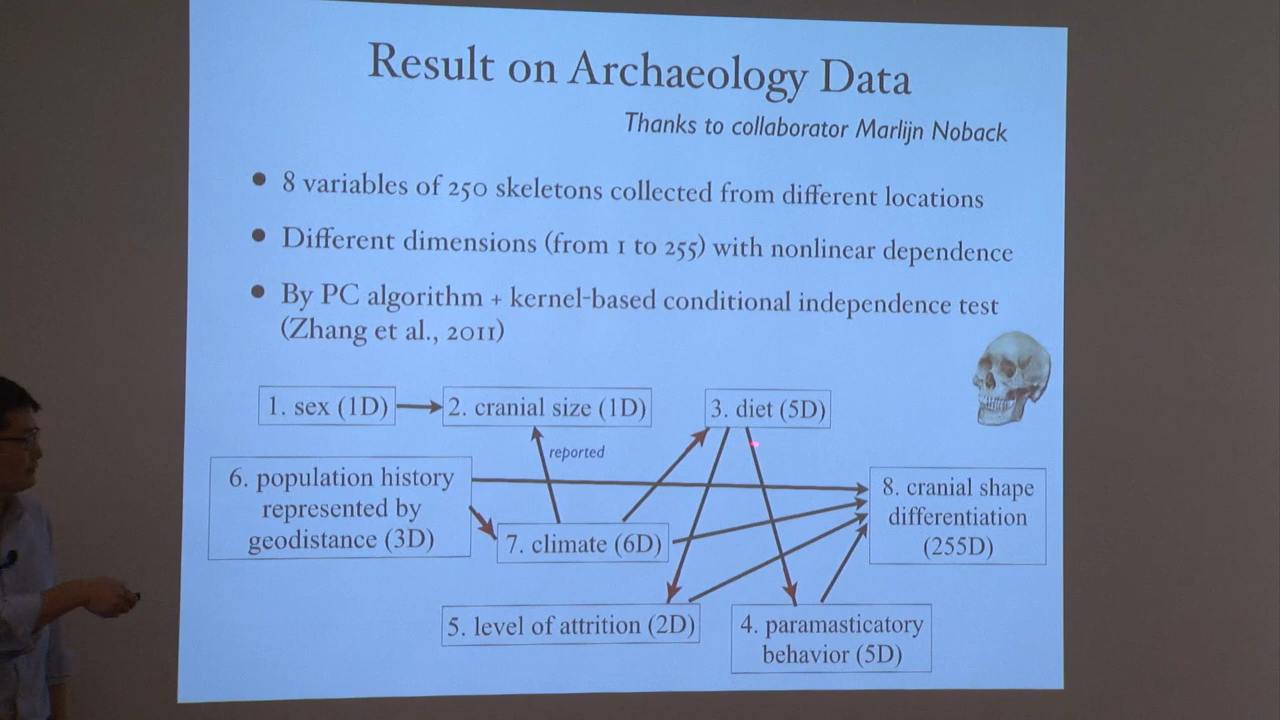 Result on Archaeology Data
Thanks to collaborator Marlijn Noback
• 8 variables of 250 skeletons collected from different locations
• Different dimensions (from 1 to 255) with nonlinear dependence
• By PC algorithm + kernel-based conditional independence test
(Zhang et al., 2011)
1. sex (1D)
2. cranial size (1D)
3. diet (5D)
reported
6. population history
represented by
geodistance (3D)
7. climate (6D)
8. cranial shape
differentiation
(255D)
5. level of attrition (2D)
4. paramasticatory
behavior (5D)